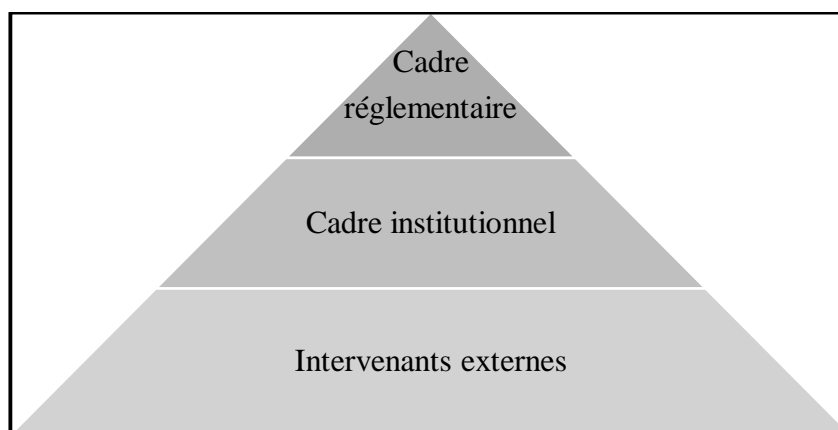 Cadre
réglementaire
Cadre institutionnel
Intervenants externes